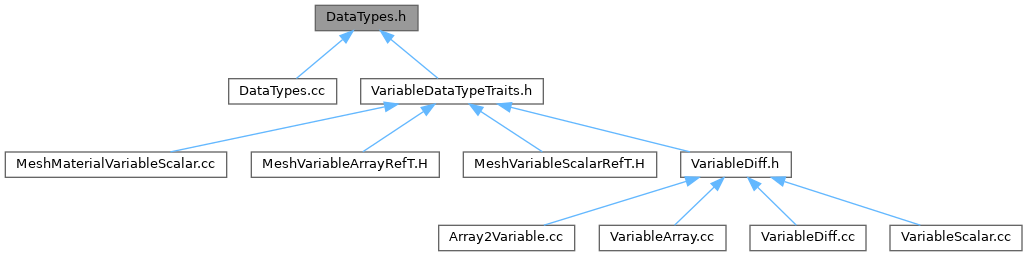 DataTypes.h
DataTypes.cc
VariableDataTypeTraits.h
MeshMaterialVariableScalar.cc
MeshVariableArrayRefT.H
MeshVariableScalarRefT.H
VariableDiff.h
Array2Variable.cc
VariableArray.cc
VariableDiff.cc
VariableScalar.cc